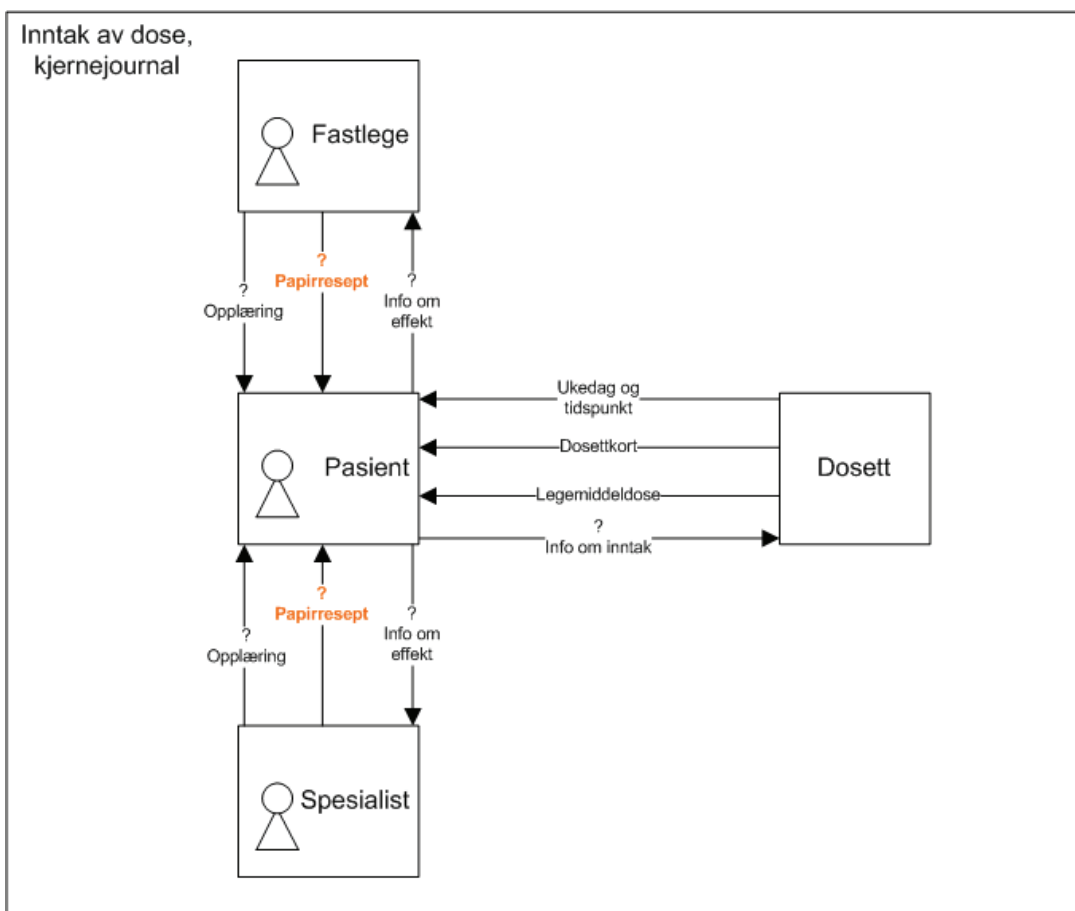 Inntak av dose,
kjernejournal
Fastlege
?
Papirresept
?
Opplæring
?
Info om
effekt
Ukedag og
tidspunkt
Dosettkort
Legemiddeldose
?
Info om inntak
Pasient
Dosett
?
Papirresept
?
Opplæring
?
Info om
effekt
Spesialist